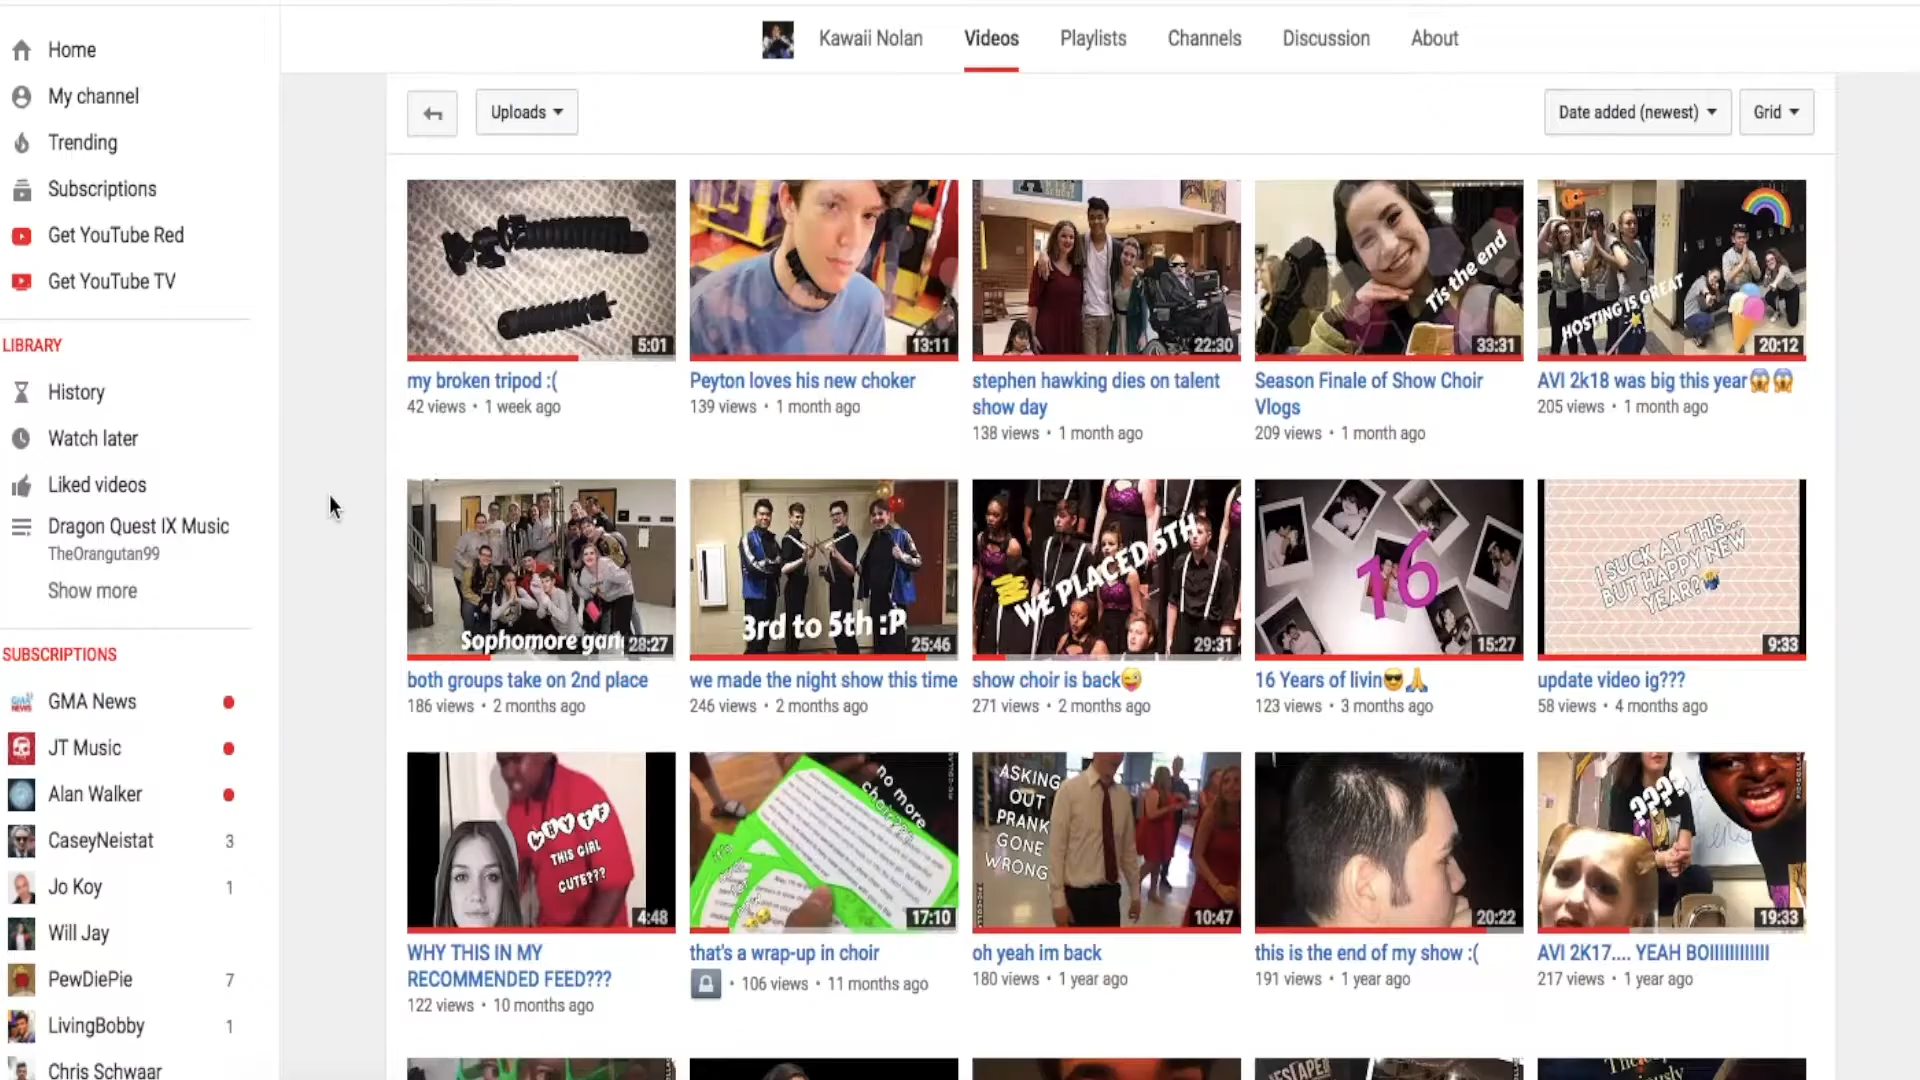 Home
My channel
Trending
Subscriptions
Get YouTube Red
Get YouTube TV
LIBRARY
History
Watch later
Liked videos
Dragon Quest IX Music
TheOrangutan99
Show more
SUBSCRIPTIONS
GMA News
JT Music
Alan Walker
CaseyNeistat 3
Jo Koy 1
Will Jay
PewDiePie 7
LivingBobby 1
Chris Schwaar
Kawaii Nolan Videos Playlists Channels Discussion About
Uploads Date added (newest) Grid
5:01
13:11
22:30
Tis the end
33:31
HOSTING IS GREAT
20:12
my broken tripod :(
42 views • 1 week ago
Peyton loves his new choker
139 views • 1 month ago
stephen hawking dies on talent
show day
138 views • 1 month ago
Season Finale of Show Choir
Vlogs
209 views • 1 month ago
AVI 2k18 was big this year😱😱
205 views • 1 month ago
Sophomore gang
28:27
3rd to 5th :P
25:46
WE PLACED 5TH
29:31
16
15:27
I SUCK AT THIS...
BUT HAPPY NEW
YEAR?
9:33
both groups take on 2nd place
186 views • 2 months ago
we made the night show this time
246 views • 2 months ago
show choir is back😜
271 views • 2 months ago
16 Years of livin😎🙏
123 views • 3 months ago
update video ig???
58 views • 4 months ago
WHY TF
THIS GIRL
CUTE???
4:48
no more
choir???
17:10
ASKING
OUT
PRANK
GONE
WRONG
10:47
20:22
???
19:33
WHY THIS IN MY
RECOMMENDED FEED???
122 views • 10 months ago
that's a wrap-up in choir
• 106 views • 11 months ago
oh yeah im back
180 views • 1 year ago
this is the end of my show :(
191 views • 1 year ago
AVI 2K17.... YEAH BOIIIIIIIIIIII
217 views • 1 year ago